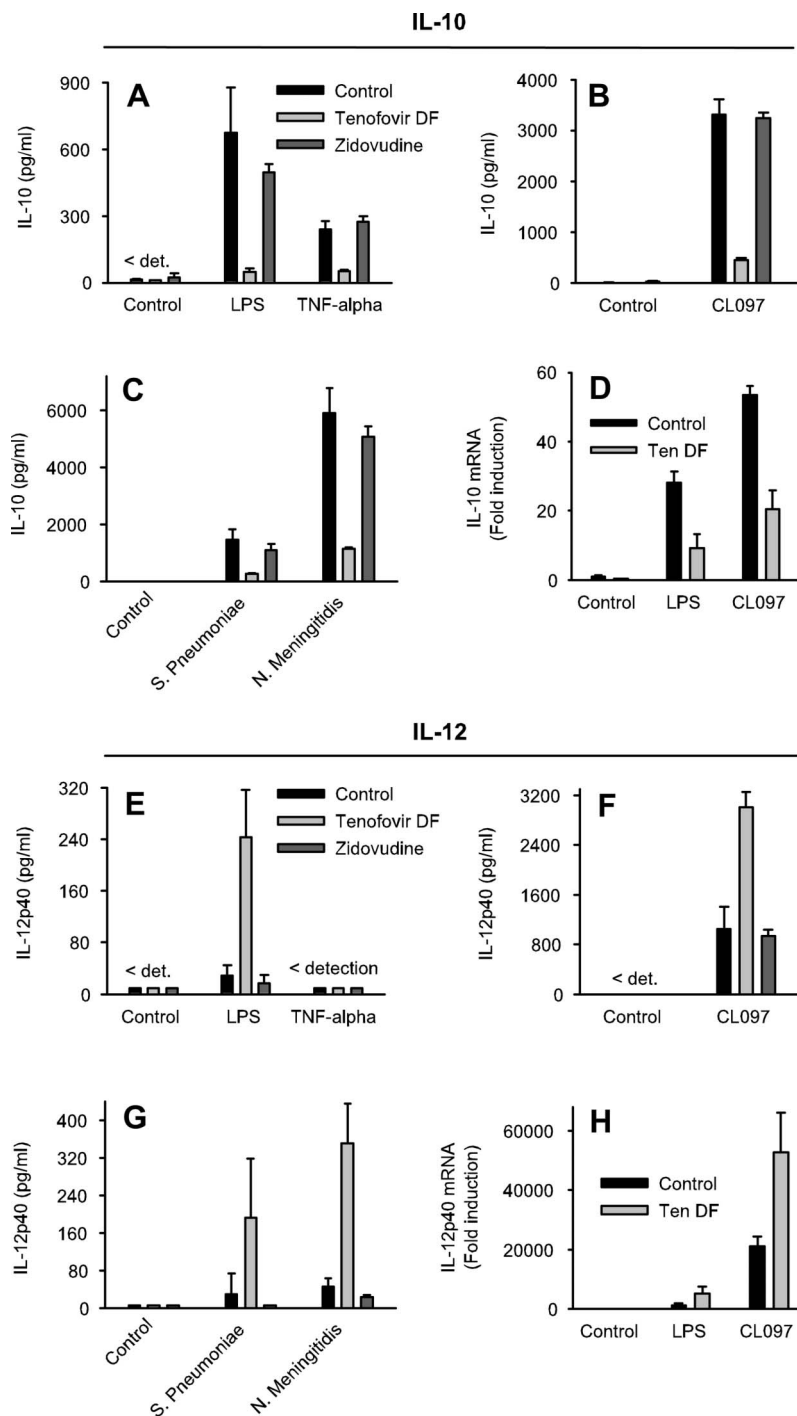 IL-10
A
Control
Tenofovir DF
Zidovudine
IL-10 (pg/ml)
900
600
300
0
< det.
Control LPS TNF-alpha
B
IL-10 (pg/ml)
4000
3000
2000
1000
0
Control CL097
C
IL-10 (pg/ml)
6000
4000
2000
0
Control
S. Pneumoniae
N. Meningitidis
D
Control
Ten DF
IL-10 mRNA
(Fold induction)
60
40
20
0
Control LPS CL097
IL-12
E
Control
Tenofovir DF
Zidovudine
IL-12p40 (pg/ml)
320
240
160
80
0
< det.
< detection
Control LPS TNF-alpha
F
IL-12p40 (pg/ml)
3200
2400
1600
800
0
< det.
Control CL097
G
IL-12p40 (pg/ml)
400
320
240
160
80
0
Control
S. Pneumoniae
N. Meningitidis
H
Control
Ten DF
IL-12p40 mRNA
(Fold induction)
60000
40000
20000
0
Control LPS CL097